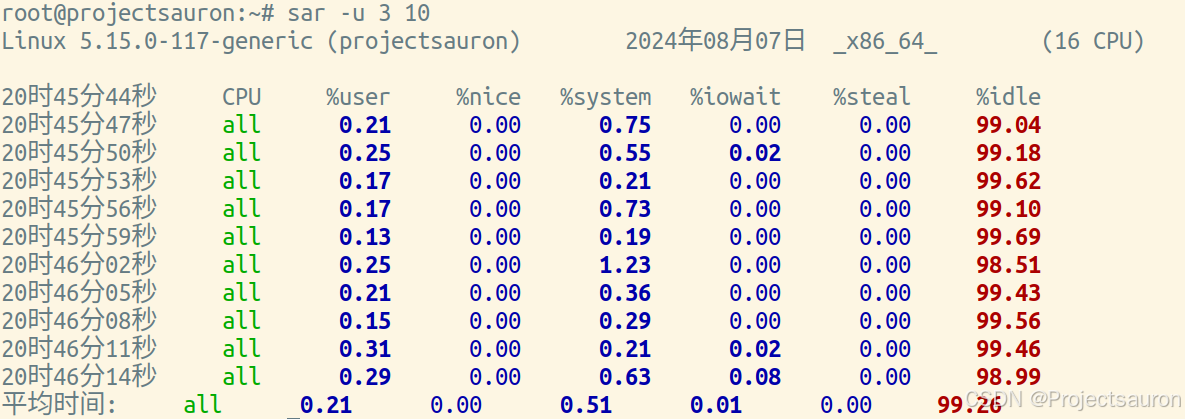 root@projectsauron:~# sar -u 3 10
Linux 5.15.0-117-generic (projectsauron) 2024年08月07日 _x86_64_ (16 CPU)
20时45分44秒 CPU %user %nice %system %iowait %steal %idle
20时45分47秒 all 0.21 0.00 0.75 0.00 0.00 99.04
20时45分50秒 all 0.25 0.00 0.55 0.02 0.00 99.18
20时45分53秒 all 0.17 0.00 0.21 0.00 0.00 99.62
20时45分56秒 all 0.17 0.00 0.73 0.00 0.00 99.10
20时45分59秒 all 0.13 0.00 0.19 0.00 0.00 99.69
20时46分02秒 all 0.25 0.00 1.23 0.00 0.00 98.51
20时46分05秒 all 0.21 0.00 0.36 0.00 0.00 99.43
20时46分08秒 all 0.15 0.00 0.29 0.00 0.00 99.56
20时46分11秒 all 0.31 0.00 0.21 0.02 0.00 99.46
20时46分14秒 all 0.29 0.00 0.63 0.08 0.00 98.99
平均时间: all _0.21 0.00 0.51 0.01 0.00 99.26
CSDN @Projectsauron